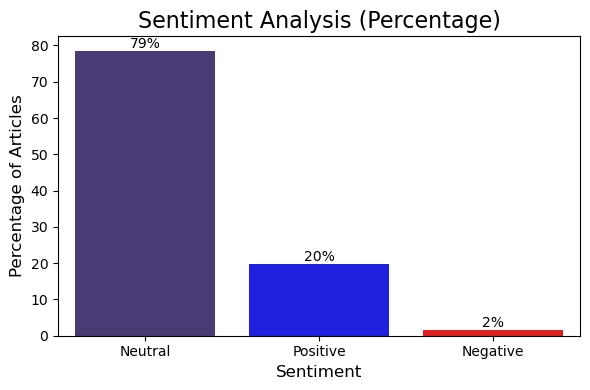 Sentiment Analysis (Percentage)
Percentage of Articles
80
70
60
50
40
30
20
10
0
79%
20%
2%
Neutral
Positive
Negative
Sentiment